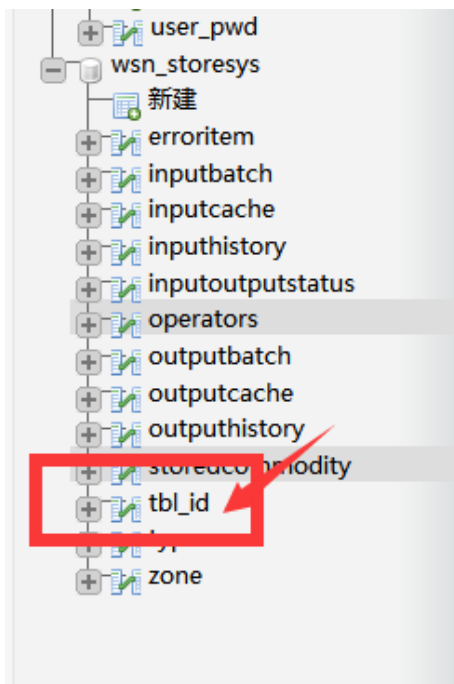 user_pwd
wsn_storesys
新建
erroritem
inputbatch
inputcache
inputhistory
inputoutputstatus
operators
outputbatch
outputcache
outputhistory
storedcommodity
tbl_id
zone